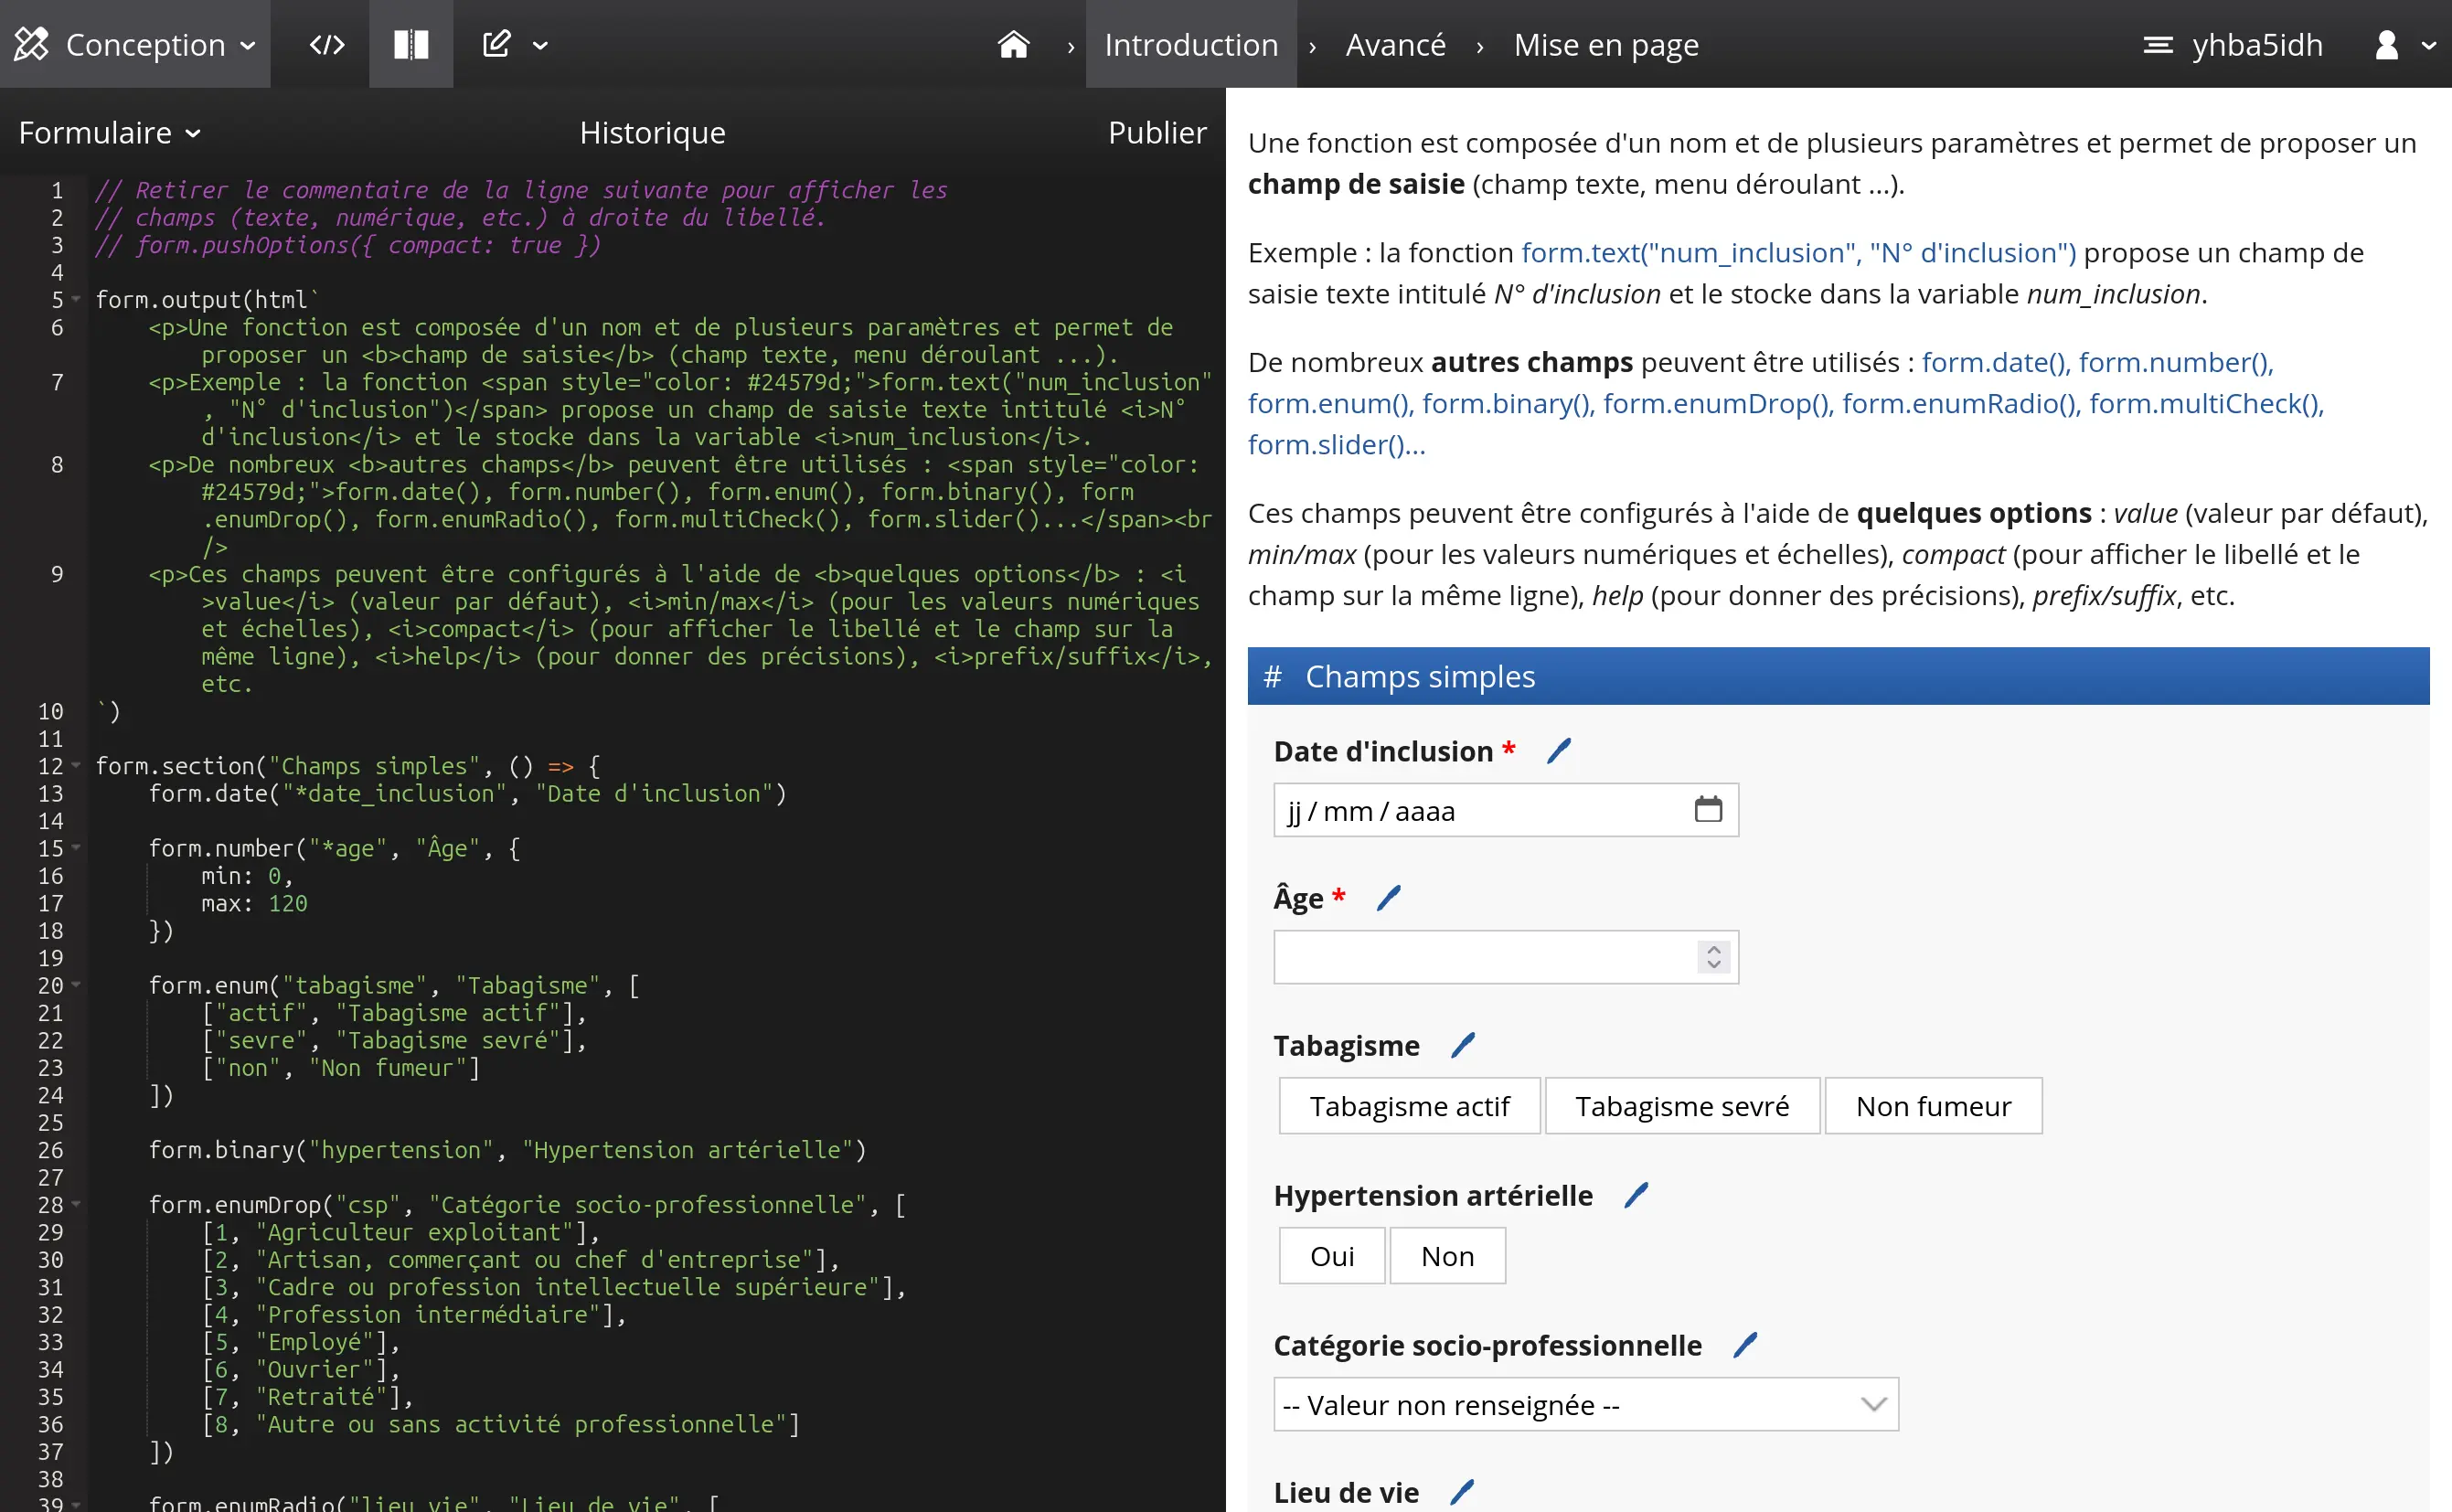 Conception </>
Introduction › Avancé › Mise en page
yhba5idh
Formulaire Historique Publier
1 // Retirer le commentaire de la ligne suivante pour afficher les
2 // champs (texte, numérique, etc.) à droite du libellé.
3 // form.pushOptions({ compact: true })
4
5 form.output(html`
6 <p>Une fonction est composée d'un nom et de plusieurs paramètres et permet de
proposer un <b>champ de saisie</b> (champ texte, menu déroulant ...).
7 <p>Exemple : la fonction <span style="color: #24579d;">form.text("num_inclusion"
, "N° d'inclusion")</span> propose un champ de saisie texte intitulé <i>N°
d'inclusion</i> et le stocke dans la variable <i>num_inclusion</i>.
8 <p>De nombreux <b>autres champs</b> peuvent être utilisés : <span style="color:
#24579d;">form.date(), form.number(), form.enum(), form.binary(), form
.enumDrop(), form.enumRadio(), form.multiCheck(), form.slider()...</span><br
/>
9 <p>Ces champs peuvent être configurés à l'aide de <b>quelques options</b> : <i
>value</i> (valeur par défaut), <i>min/max</i> (pour les valeurs numériques
et échelles), <i>compact</i> (pour afficher le libellé et le champ sur la
même ligne), <i>help</i> (pour donner des précisions), <i>prefix/suffix</i>,
etc.
10 `)
11
12 form.section("Champs simples", () => {
13 form.date("*date_inclusion", "Date d'inclusion")
14
15 form.number("*age", "Âge", {
16 min: 0,
17 max: 120
18 })
19
20 form.enum("tabagisme", "Tabagisme", [
21 ["actif", "Tabagisme actif"],
22 ["sevre", "Tabagisme sevré"],
23 ["non", "Non fumeur"]
24 ])
25
26 form.binary("hypertension", "Hypertension artérielle")
27
28 form.enumDrop("csp", "Catégorie socio-professionnelle", [
29 [1, "Agriculteur exploitant"],
30 [2, "Artisan, commerçant ou chef d'entreprise"],
31 [3, "Cadre ou profession intellectuelle supérieure"],
32 [4, "Profession intermédiaire"],
33 [5, "Employé"],
34 [6, "Ouvrier"],
35 [7, "Retraité"],
36 [8, "Autre ou sans activité professionnelle"]
37 ])
38
39 form.enumRadio("lieu_vie", "Lieu de vie", [
Une fonction est composée d'un nom et de plusieurs paramètres et permet de proposer un
champ de saisie (champ texte, menu déroulant ...).
Exemple : la fonction form.text("num_inclusion", "N° d'inclusion") propose un champ de
saisie texte intitulé N° d'inclusion et le stocke dans la variable num_inclusion.
De nombreux autres champs peuvent être utilisés : form.date(), form.number(),
form.enum(), form.binary(), form.enumDrop(), form.enumRadio(), form.multiCheck(),
form.slider()...
Ces champs peuvent être configurés à l'aide de quelques options : value (valeur par défaut),
min/max (pour les valeurs numériques et échelles), compact (pour afficher le libellé et le
champ sur la même ligne), help (pour donner des précisions), prefix/suffix, etc.
# Champs simples
Date d'inclusion *
jj / mm / aaaa
Âge *
Tabagisme
Tabagisme actif Tabagisme sevré Non fumeur
Hypertension artérielle
Oui Non
Catégorie socio-professionnelle
-- Valeur non renseignée --
Lieu de vie